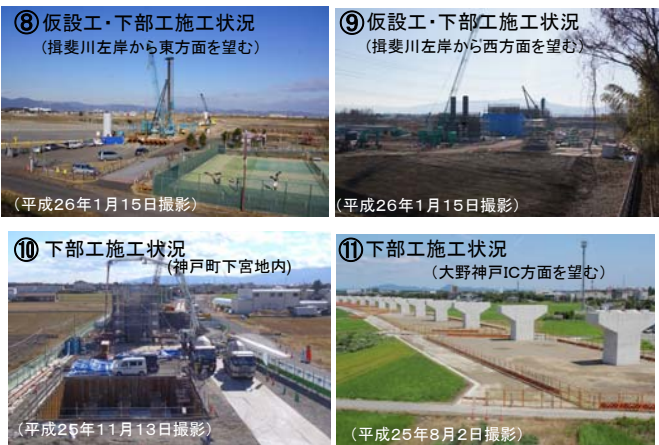 ⑧仮設工・下部工施工状況
（揖斐川左岸から東方面を望む）
（平成26年1月15日撮影）
⑨仮設工・下部工施工状況
（揖斐川左岸から西方面を望む）
（平成26年1月15日撮影）
⑩下部工施工状況
(神戸町下宮地内)
（平成25年11月13日撮影）
⑪下部工施工状況
（大野神戸IC方面を望む）
（平成25年8月2日撮影）